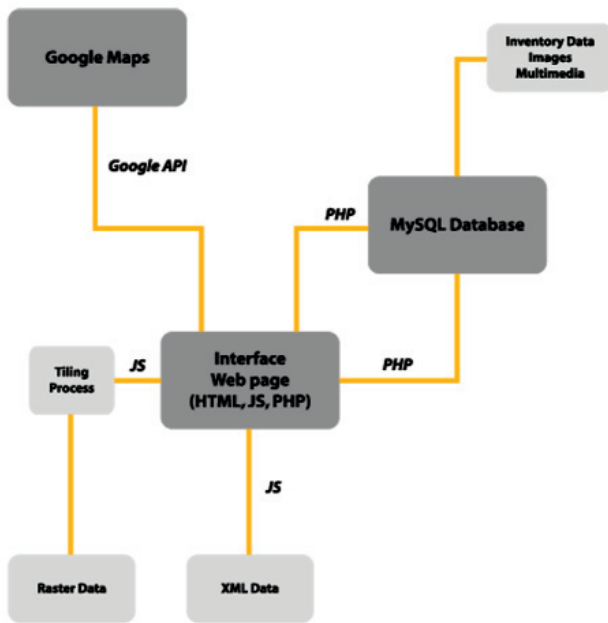 Google Maps
Inventory Data
Images
Multimedia
Google API
PHP
MySQL Database
Interface
Web page
(HTML, JS, PHP)
JS
Tiling
Process
PHP
JS
Raster Data
XML Data